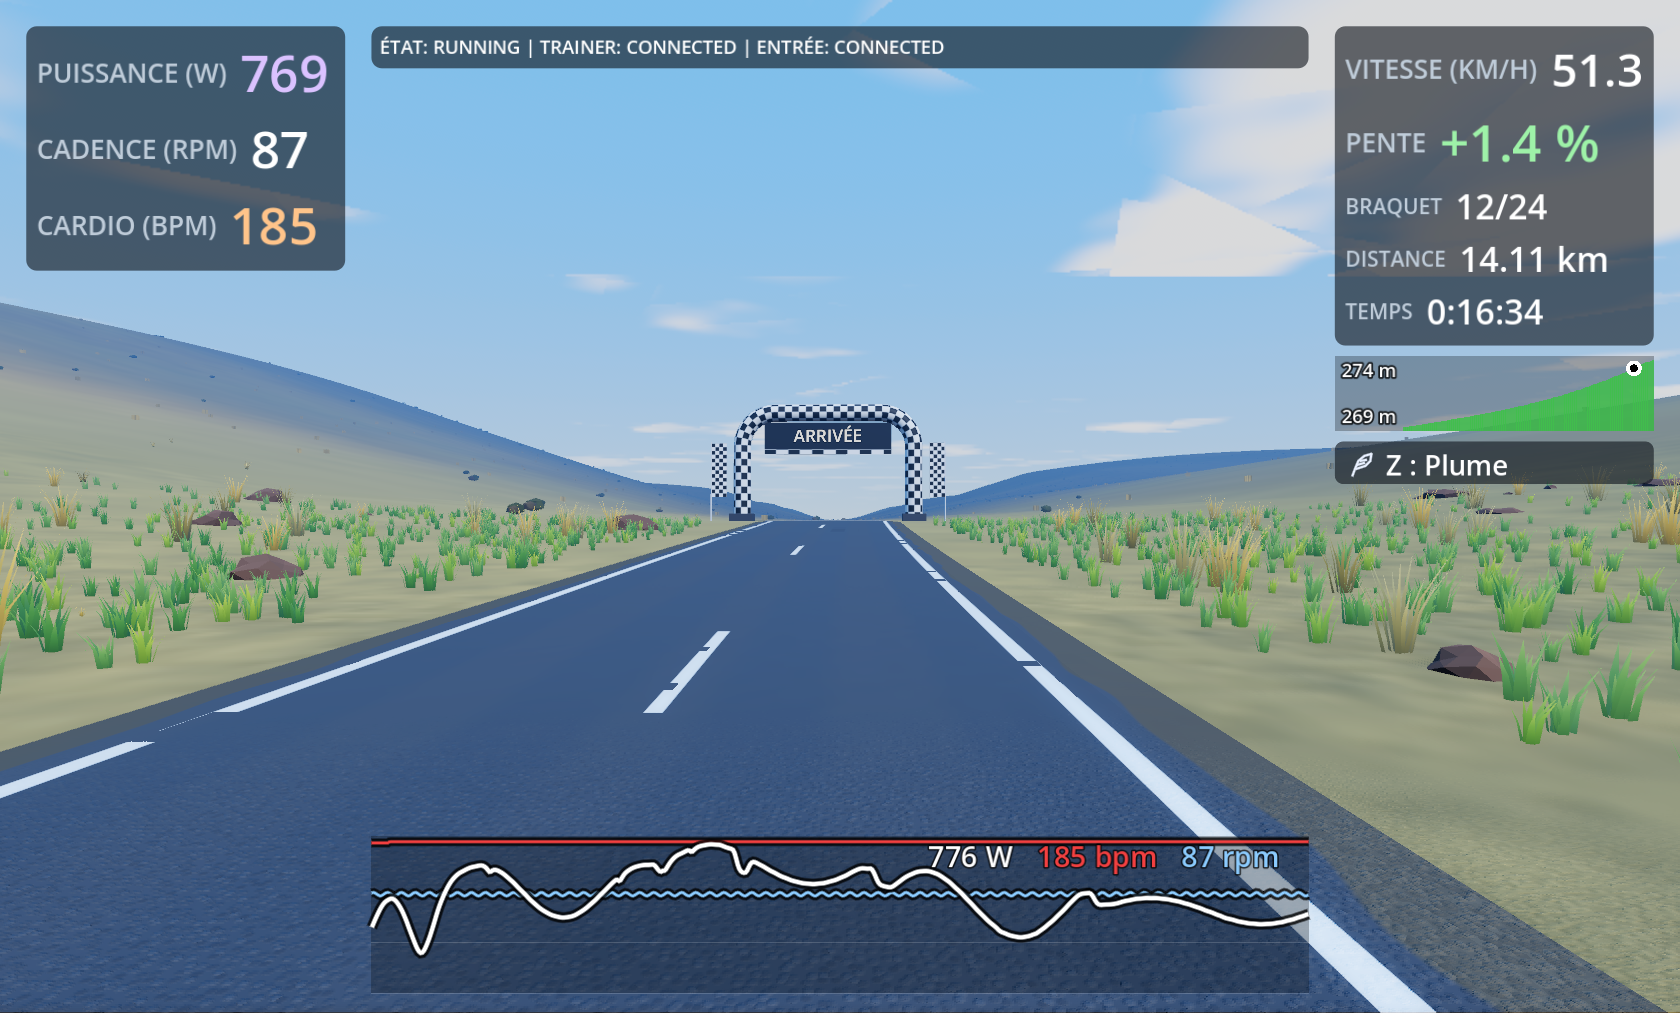 PUISSANCE (W) 769
CADENCE (RPM) 87
CARDIO (BPM) 185
ÉTAT: RUNNING | TRAINER: CONNECTED | ENTRÉE: CONNECTED
VITESSE (KM/H) 51.3
PENTE +1.4 %
BRAQUET 12/24
DISTANCE 14.11 km
TEMPS 0:16:34
274 m
269 m
Z : Plume
ARRIVÉE
776 W 185 bpm 87 rpm